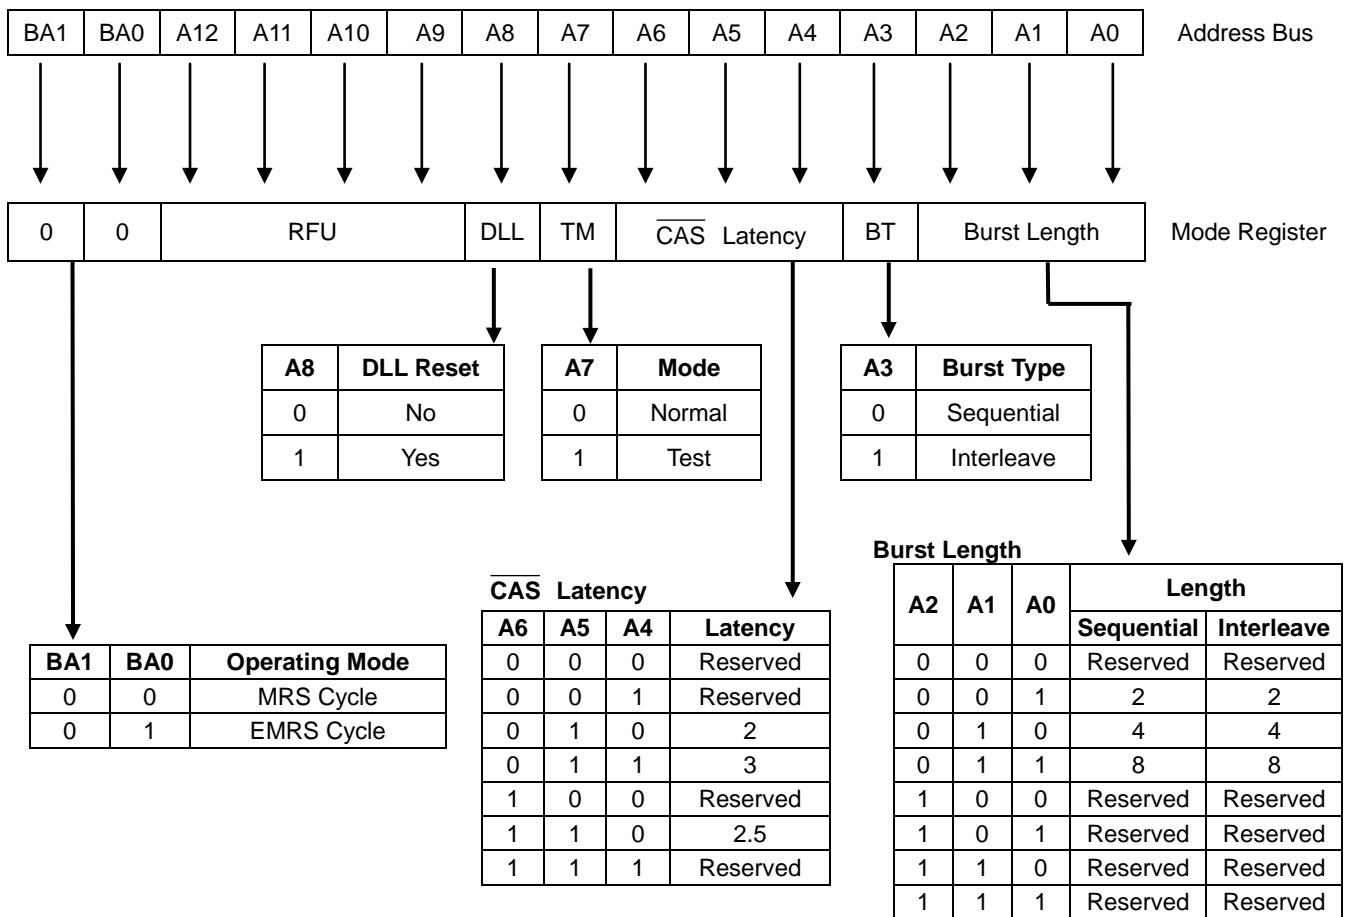 BA1 BA0 A12 A11 A10 A9 A8 A7 A6 A5 A4 A3 A2 A1 A0 Address Bus
0 0 RFU DLL TM CAS Latency BT Burst Length Mode Register
A8 DLL Reset
0 No
1 Yes
A7 Mode
0 Normal
1 Test
A3 Burst Type
0 Sequential
1 Interleave
BA1 BA0 Operating Mode
0 0 MRS Cycle
0 1 EMRS Cycle
CAS Latency
A6 A5 A4 Latency
0 0 0 Reserved
0 0 1 Reserved
0 1 0 2
0 1 1 3
1 0 0 Reserved
1 1 0 2.5
1 1 1 Reserved
Burst Length
A2 A1 A0 Length
Sequential Interleave
0 0 0 Reserved Reserved
0 0 1 2 2
0 1 0 4 4
0 1 1 8 8
1 0 0 Reserved Reserved
1 0 1 Reserved Reserved
1 1 0 Reserved Reserved
1 1 1 Reserved Reserved